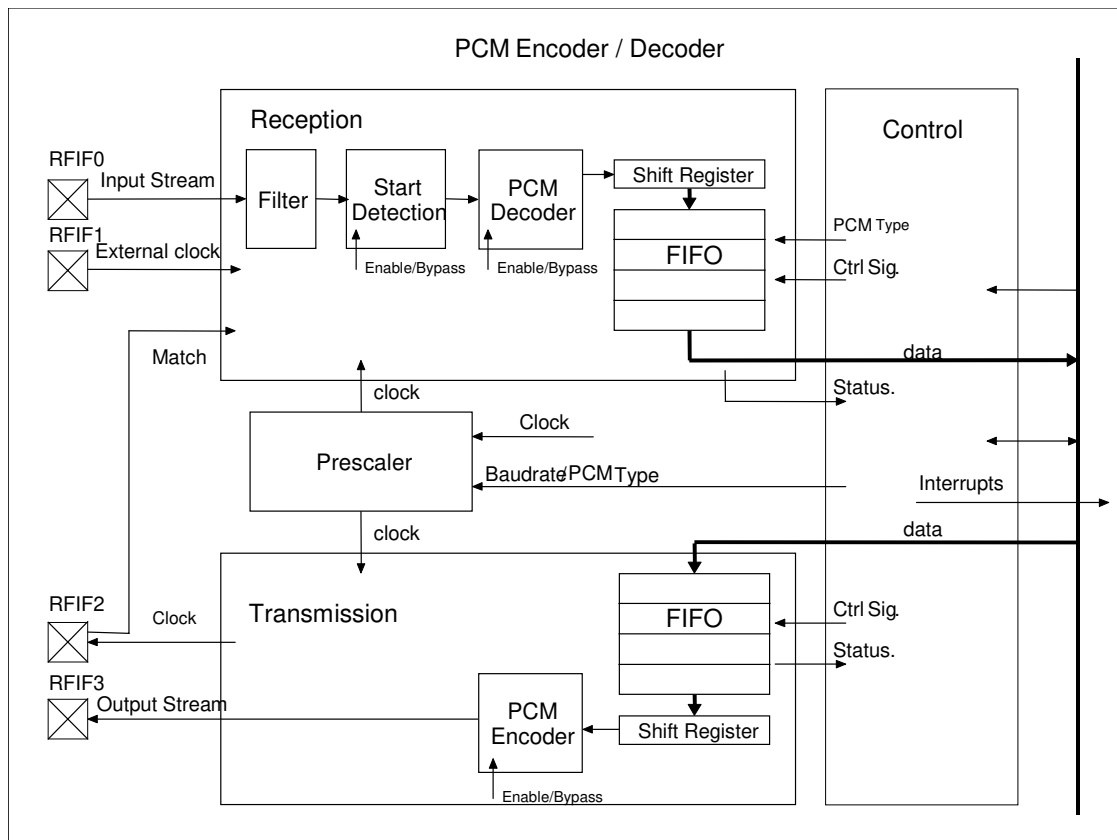 PCM Encoder / Decoder
Reception
Control
RFIF0
Input Stream
Filter
Start
Detection
PCM
Decoder
Shift Register
RFIF1
External clock
Enable/Bypass
Enable/Bypass
FIFO
PCM Type
Ctrl Sig.
Match
data
clock
Status.
Clock
Prescaler
Baudrate/PCM Type
Interrupts
clock
data
RFIF2
Clock
Transmission
FIFO
Ctrl Sig.
Status.
RFIF3
Output Stream
PCM
Encoder
Shift Register
Enable/Bypass